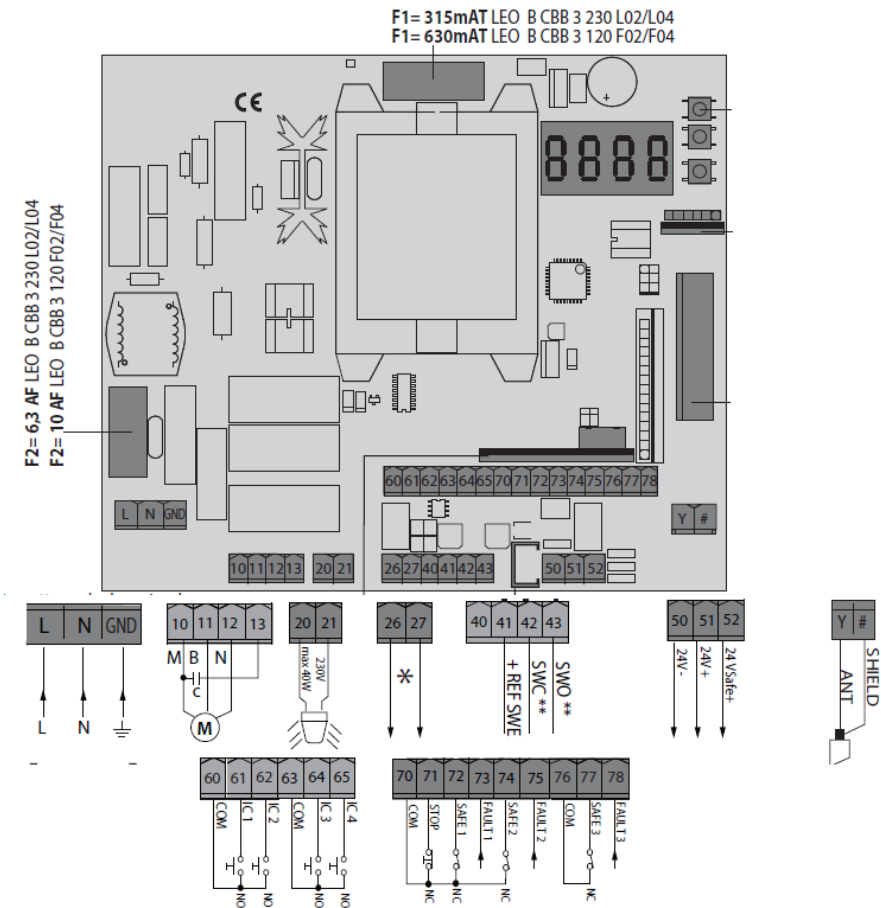 F1= 315mAT LEO B CBB 3 230 L02/L04
F1= 630mAT LEO B CBB 3 120 F02/F04
CE
+
8888
F2= 6,3 AF LEO B CBB 3 230 L02/L04
F2= 10 AF LEO B CBB 3 120 F02/F04
60 61 62 63 64 65 70 71 72 73 74 75 76 77 78
L N GND
Y #
10 11 12 13 20 21 26 27 40 41 42 43 50 51 52
L N GND
10 11 12 13
20 21
26 27
40 41 42 43
50 51 52
Y #
M B N
C
M
L N
230V
max 40W
*
+ REF SWE
SWC **
SWO **
24V -
24V +
24 VSafe+
ANT
SHIELD
60 61 62 63 64 65
COM
IC 1
IC 2
COM
IC 3
IC 4
NO
NO
NO
NO
70 71 72 73 74 75 76 77 78
COM
STOP
SAFE 1
FAULT 1
SAFE 2
FAULT 2
COM
SAFE 3
FAULT 3
NC
NC
NC
NC